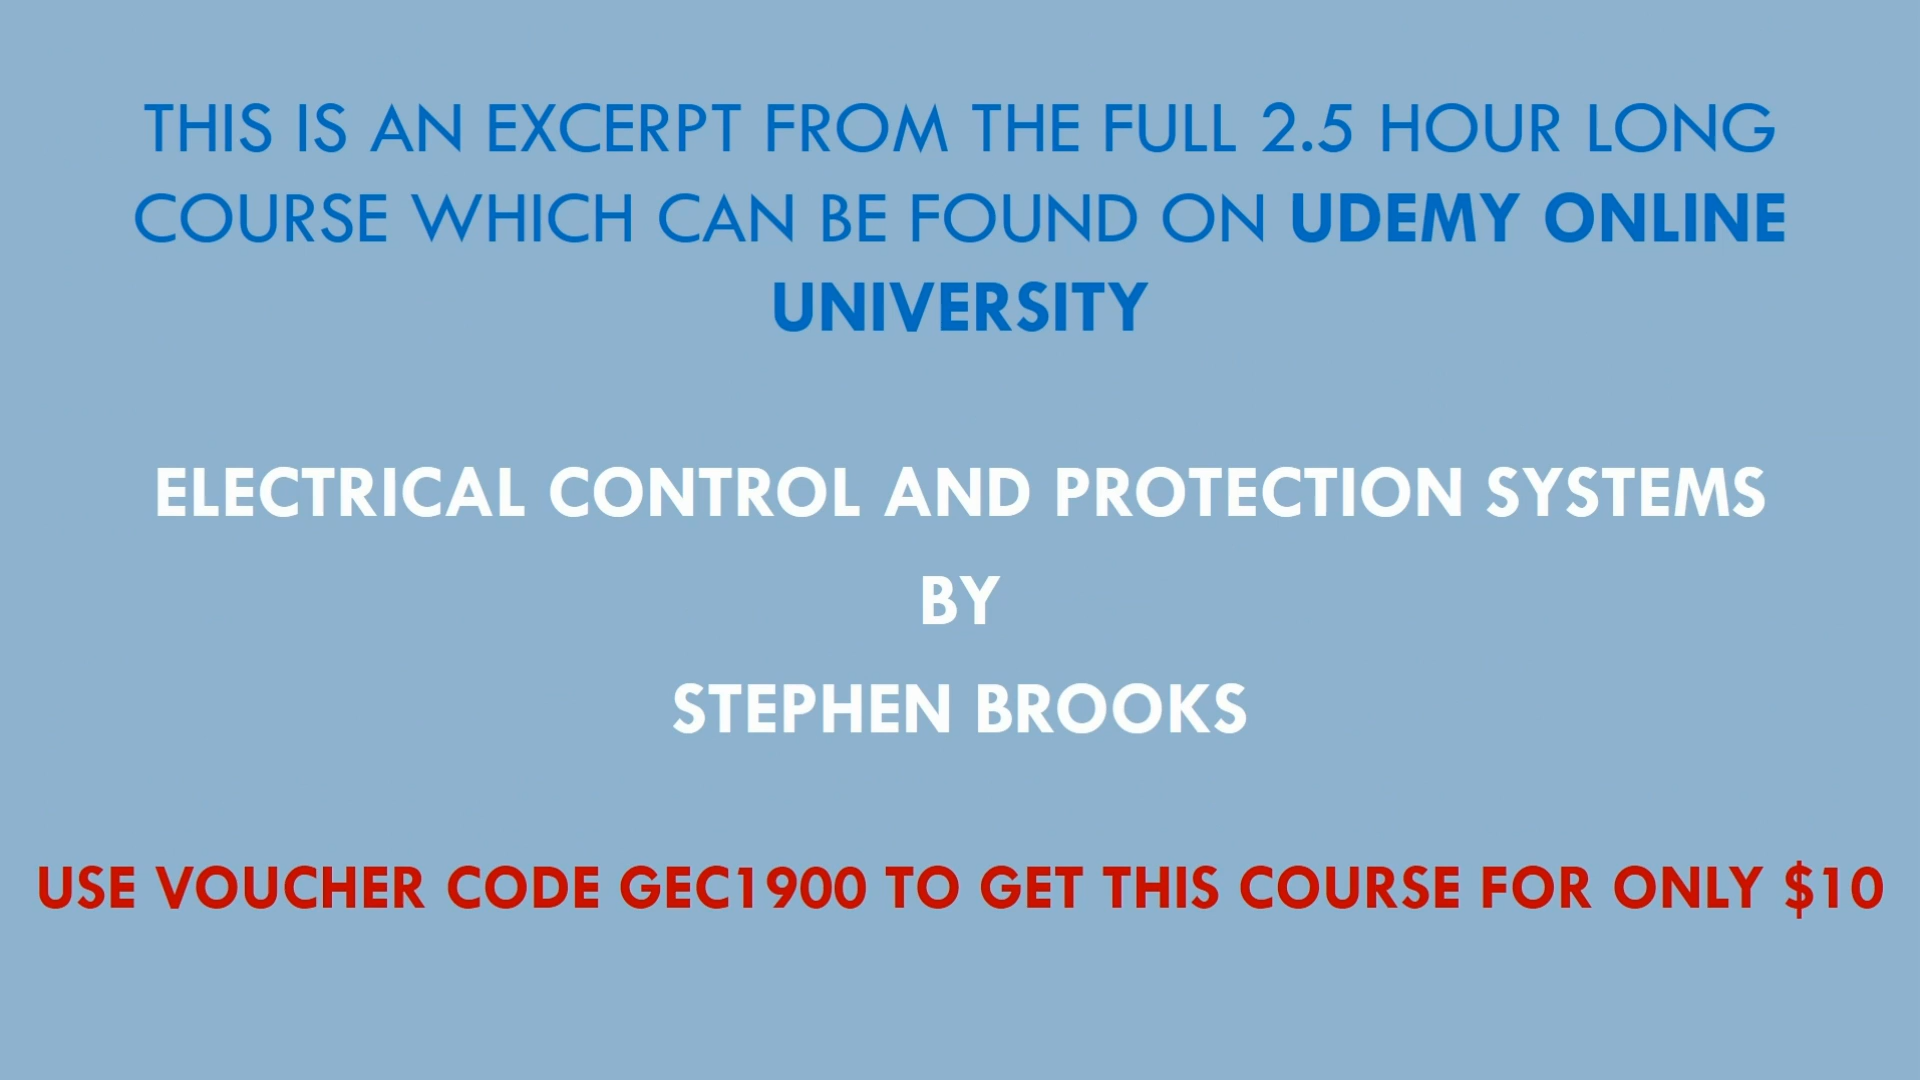 THIS IS AN EXCERPT FROM THE FULL 2.5 HOUR LONG
COURSE WHICH CAN BE FOUND ON UDEMY ONLINE
UNIVERSITY
ELECTRICAL CONTROL AND PROTECTION SYSTEMS
BY
STEPHEN BROOKS
USE VOUCHER CODE GEC1900 TO GET THIS COURSE FOR ONLY $10